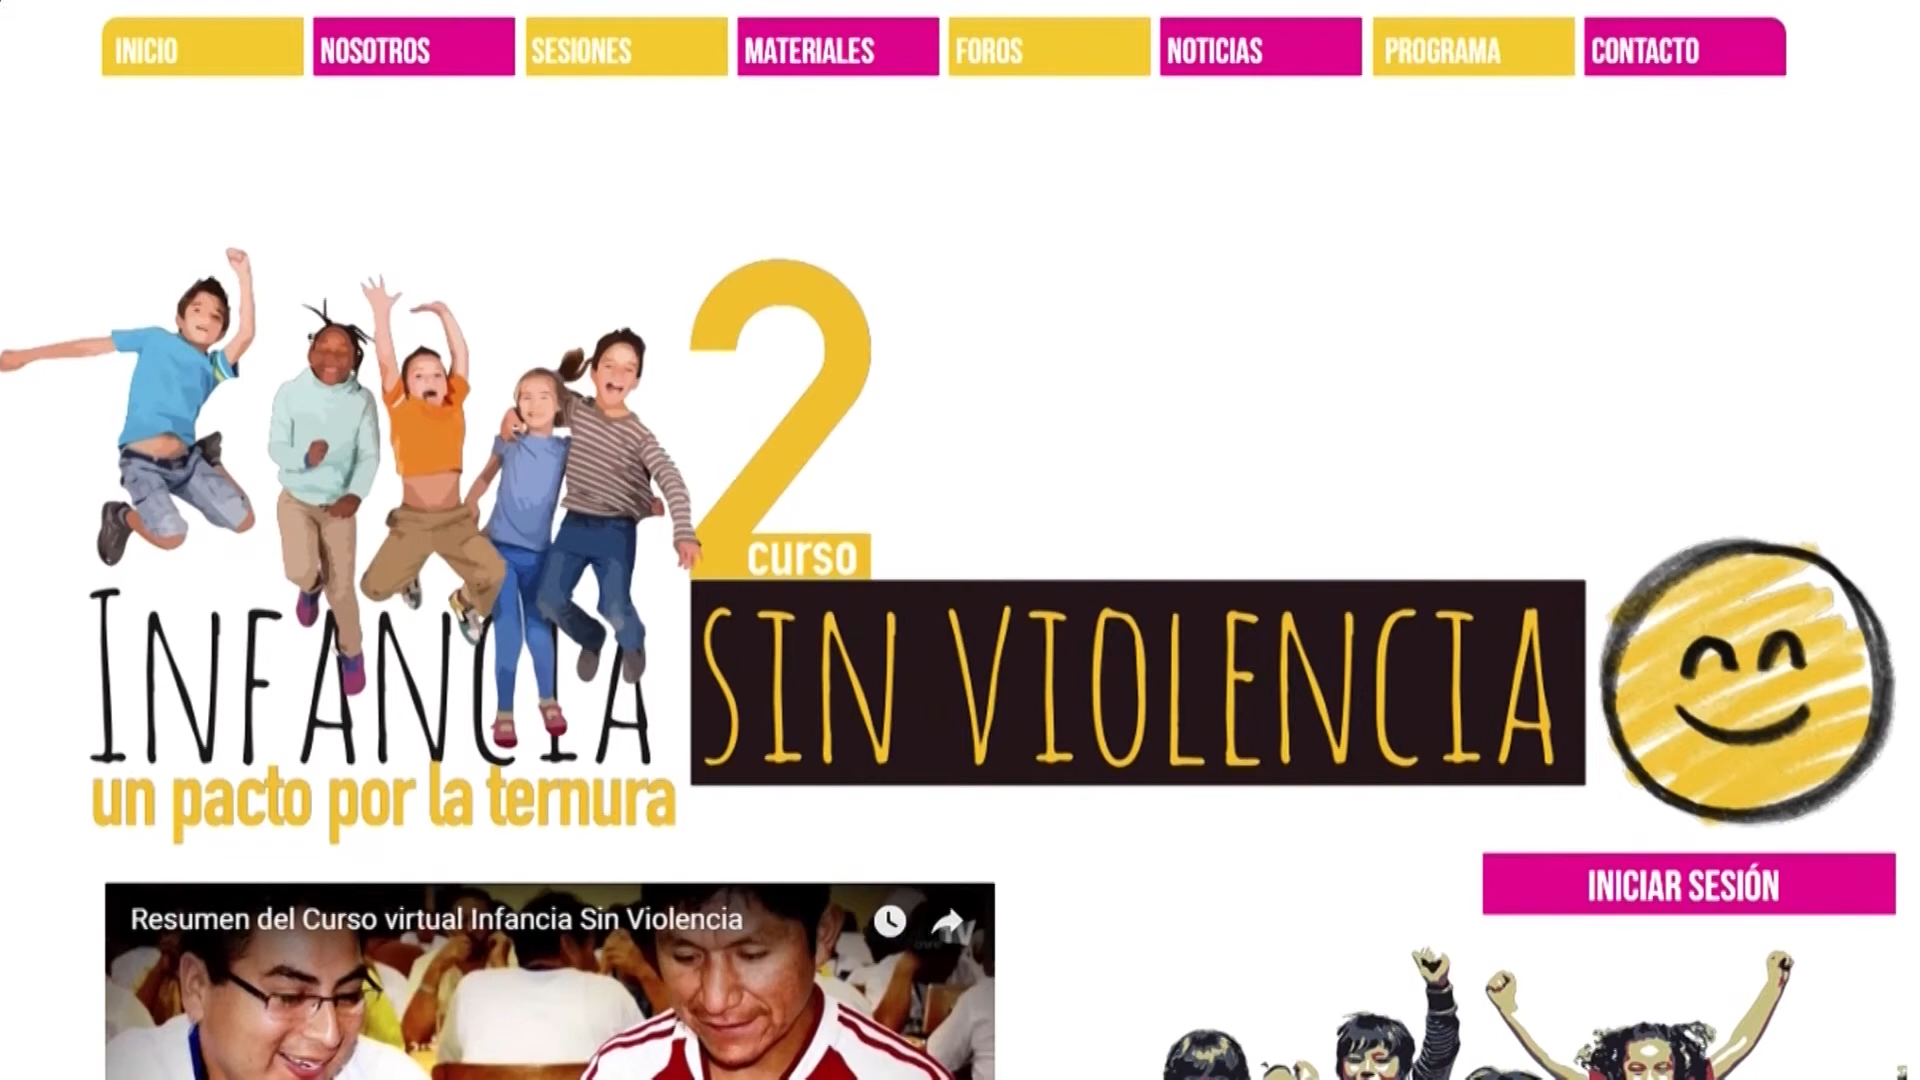 INICIO
NOSOTROS
SESIONES
MATERIALES
FOROS
NOTICIAS
PROGRAMA
CONTACTO
2
curso
INFANCIA
SIN VIOLENCIA
un pacto por la ternura
INICIAR SESIÓN
Resumen del Curso virtual Infancia Sin Violencia
TV